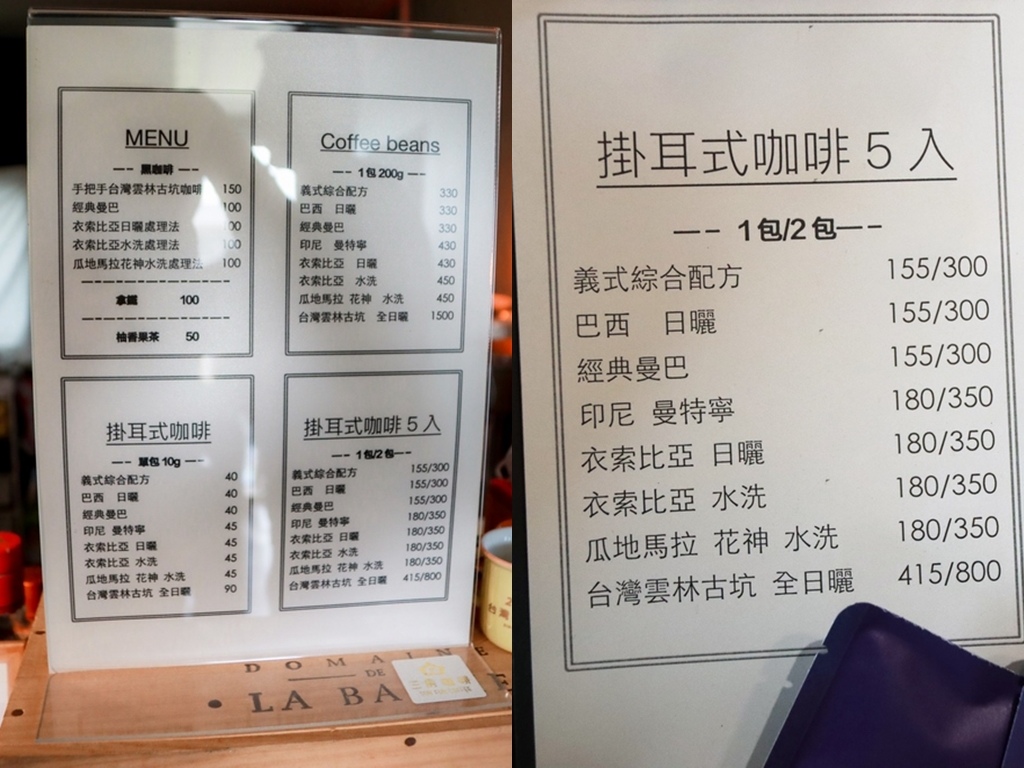 MENU
—- 黑咖啡 —-
手把手台灣雲林古坑咖啡 150
經典曼巴 100
衣索比亞日曬處理法 100
衣索比亞水洗處理法 100
瓜地馬拉花神水洗處理法 100
拿鐵 100
柚香果茶 50
Coffee beans
—- 1包 200g —-
義式綜合配方 330
巴西 日曬 330
經典曼巴 330
印尼 曼特寧 430
衣索比亞 日曬 430
衣索比亞 水洗 450
瓜地馬拉 花神 水洗 450
台灣雲林古坑 全日曬 1500
掛耳式咖啡
—- 單包 10g —-
義式綜合配方 40
巴西 日曬 40
經典曼巴 40
印尼 曼特寧 45
衣索比亞 日曬 45
衣索比亞 水洗 45
瓜地馬拉 花神 水洗 45
台灣雲林古坑 全日曬 90
掛耳式咖啡 5 入
—- 1包/2包—-
義式綜合配方 155/300
巴西 日曬 155/300
經典曼巴 155/300
印尼 曼特寧 180/350
衣索比亞 日曬 180/350
衣索比亞 水洗 180/350
瓜地馬拉 花神 水洗 180/350
台灣雲林古坑 全日曬 415/800
DOMAINE
DE
• LA BA
台灣
掛耳式咖啡 5 入
—- 1包/2包—-
義式綜合配方 155/300
巴西 日曬 155/300
經典曼巴 155/300
印尼 曼特寧 180/350
衣索比亞 日曬 180/350
衣索比亞 水洗 180/350
瓜地馬拉 花神 水洗 180/350
台灣雲林古坑 全日曬 415/800